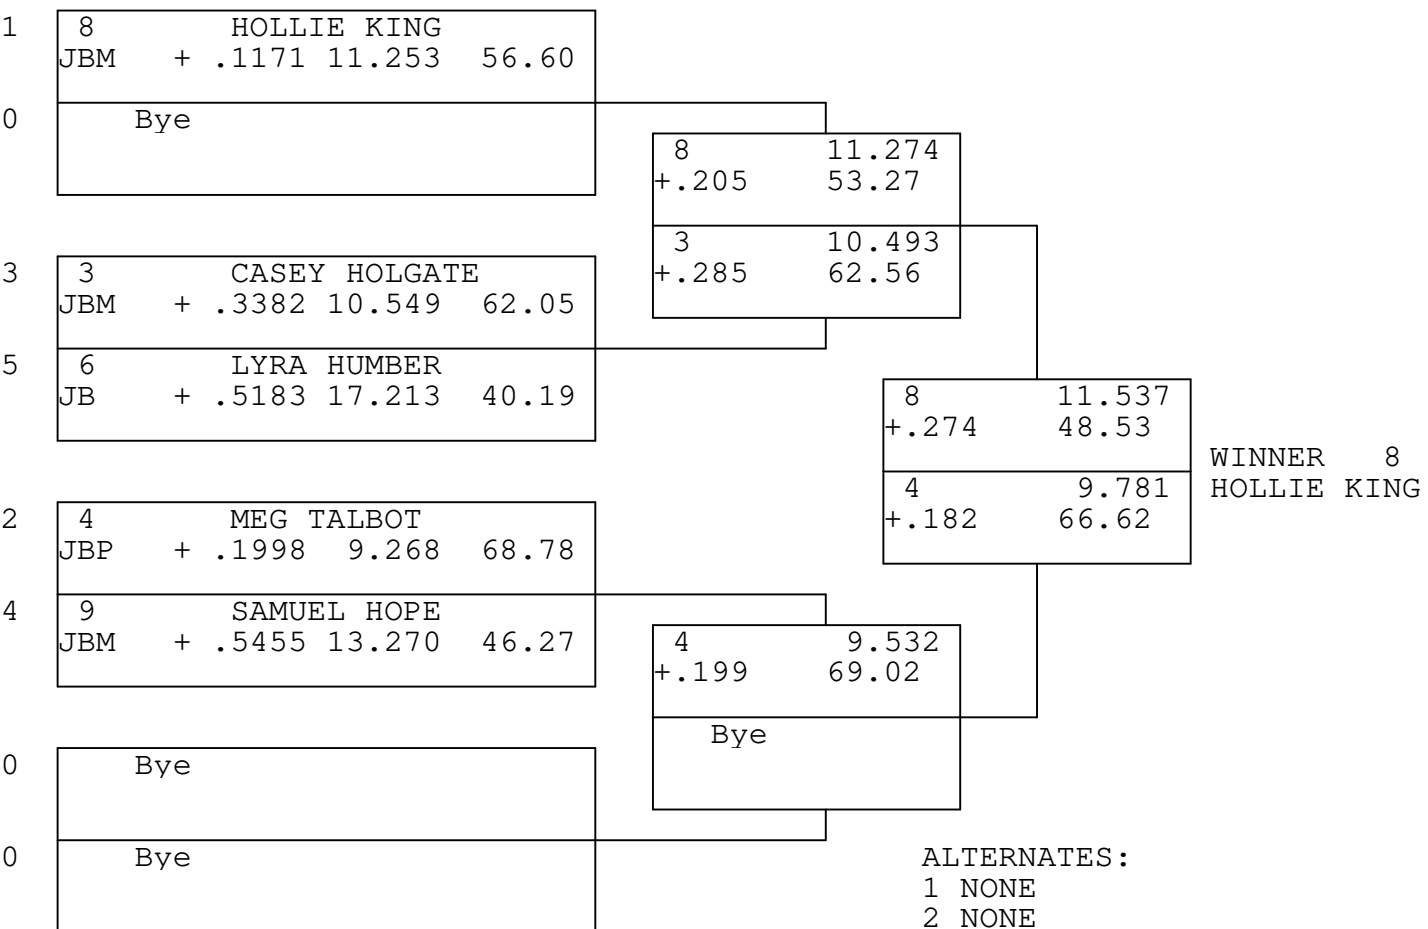 1 8 HOLLIE KING
JBM + .1171 11.253 56.60
0 Bye
8 11.274
+.205 53.27
3 10.493
+.285 62.56
3 3 CASEY HOLGATE
JBM + .3382 10.549 62.05
5 6 LYRA HUMBER
JB + .5183 17.213 40.19
8 11.537
+.274 48.53
WINNER 8
4 9.781 HOLLIE KING
+.182 66.62
2 4 MEG TALBOT
JBP + .1998 9.268 68.78
4 9 SAMUEL HOPE
JBM + .5455 13.270 46.27
4 9.532
+.199 69.02
Bye
0 Bye
0 Bye
ALTERNATES:
1 NONE
2 NONE